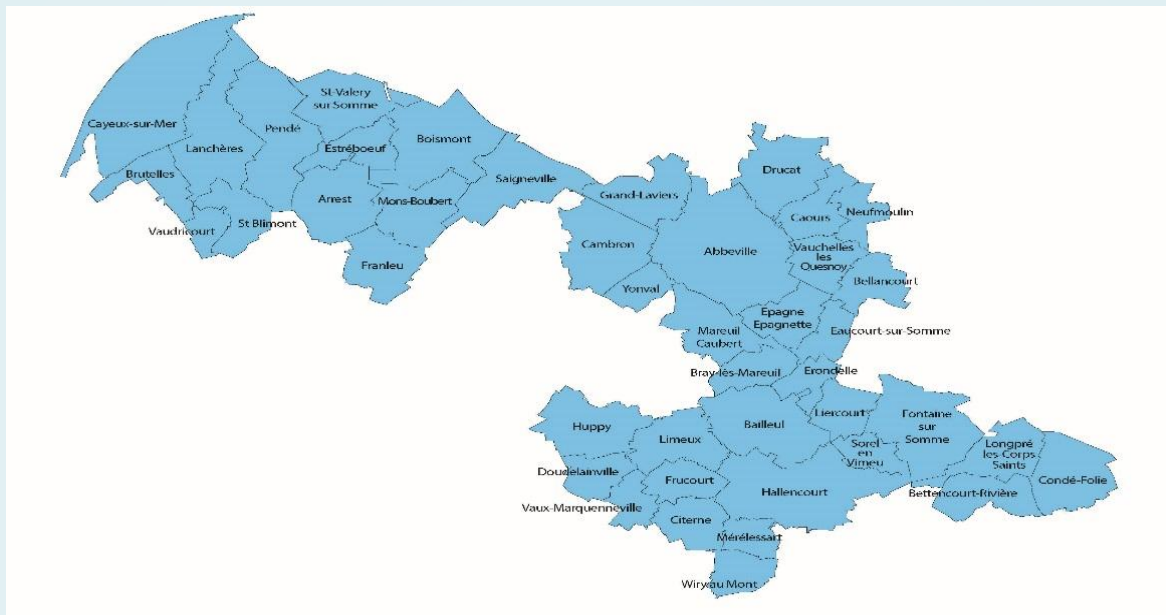 St-Valery
sur Somme
Cayeux-sur-Mer
Pendé
Boismont
Lanchères
Estrébœuf
Brutelles
Saigneville
Arrest
Mons-Boubert
Vaudricourt
St Blimont
Franleu
Drucat
Grand-Laviers
Caours
Neufmoulin
Cambron
Abbeville
Vauchelles
les
Quesnoy
Bellancourt
Yonval
Epagne
Epagnette
Mareuil
Caubert
Eaucourt-sur-Somme
Bray-lès-Mareuil
Erondelle
Huppy
Limeux
Bailleul
Liercourt
Fontaine
sur
Somme
Sorel
en
Vimeu
Longpré
les-Corps
Saints
Doudelainville
Frucourt
Hallencourt
Bettencourt-Rivière
Condé-Folie
Vaux-Marquenneville
Citerne
Mérélessart
Wiry au Mont